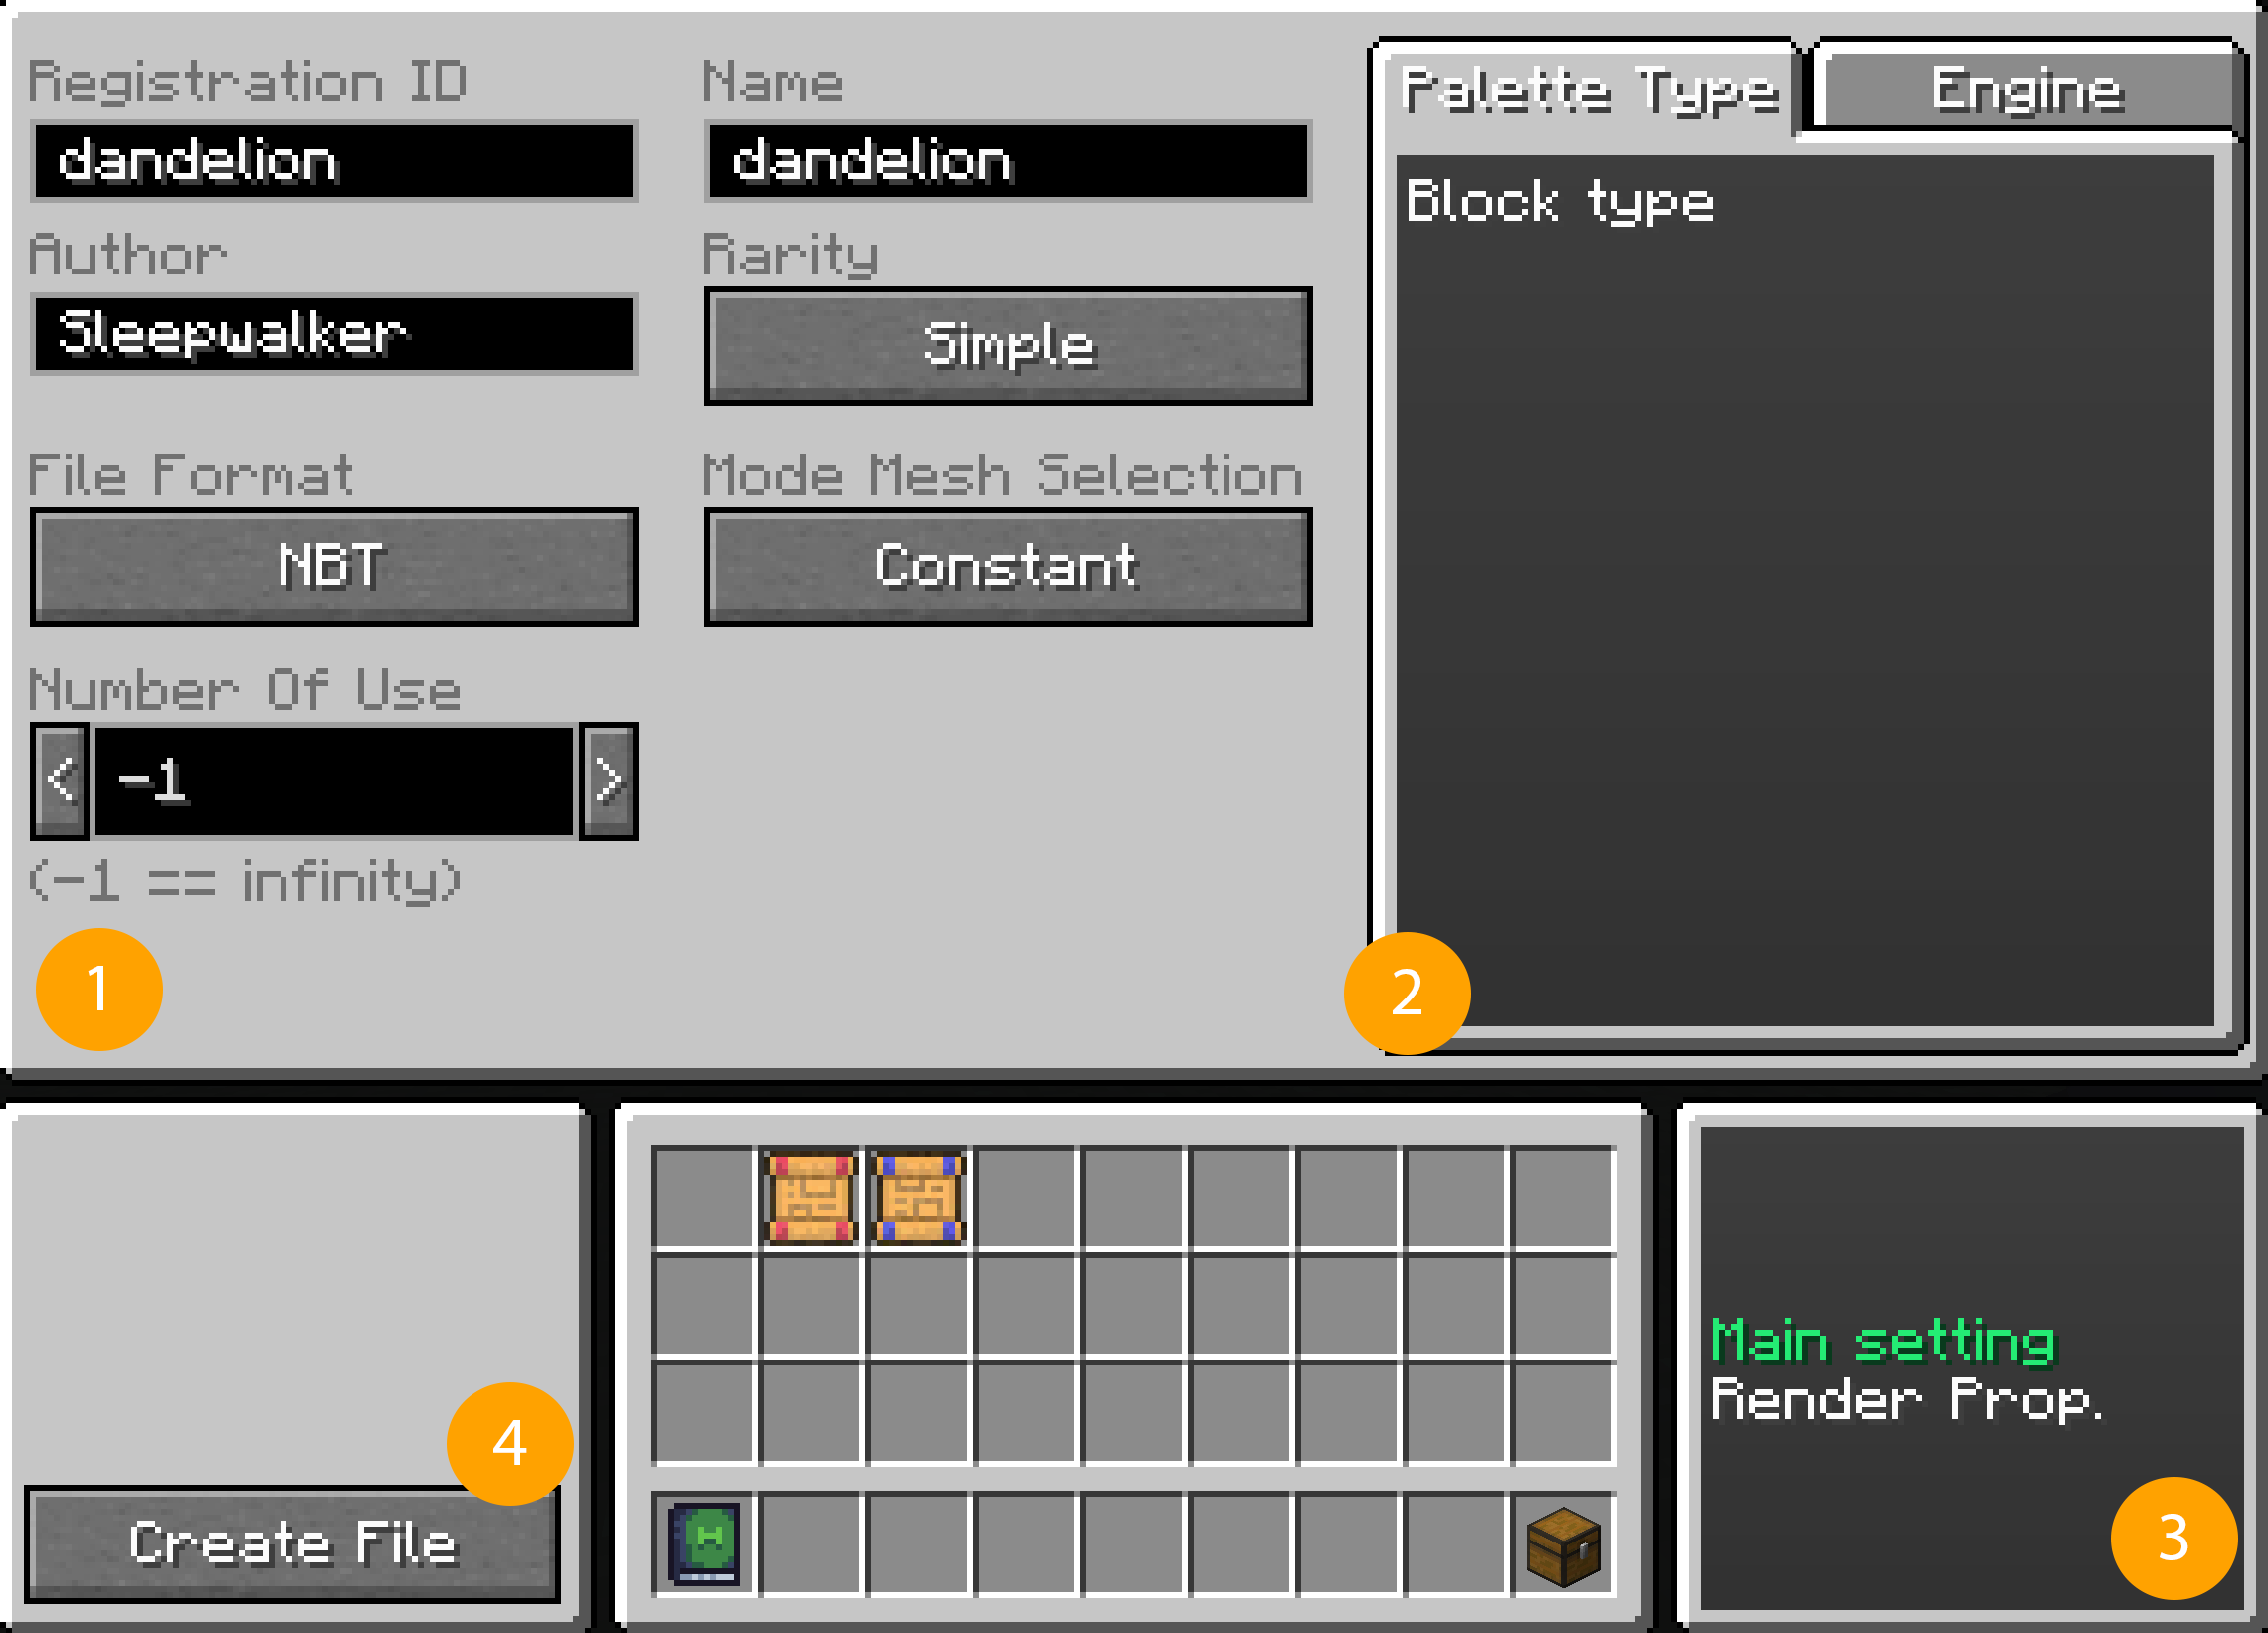 Registration ID
dandelion
Name
dandelion
Author
Sleepwalker
Rarity
Simple
File Format
NBT
Mode Mesh Selection
Constant
Number Of Use
<
-1
>
(-1 == infinity)
1
Palette Type
Engine
Block type
2
4
Create File
Main setting
Render Prop.
3